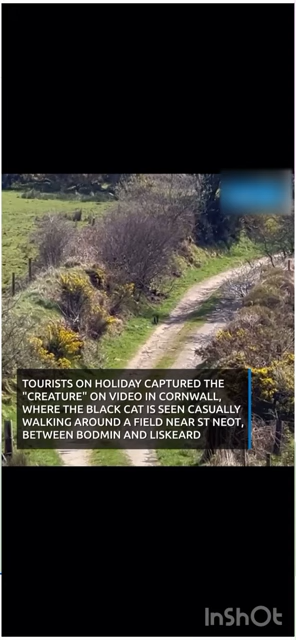 TOURISTS ON HOLIDAY CAPTURED THE
"CREATURE" ON VIDEO IN CORNWALL,
WHERE THE BLACK CAT IS SEEN CASUALLY
WALKING AROUND A FIELD NEAR ST NEOT,
BETWEEN BODMIN AND LISKEARD
InShOt